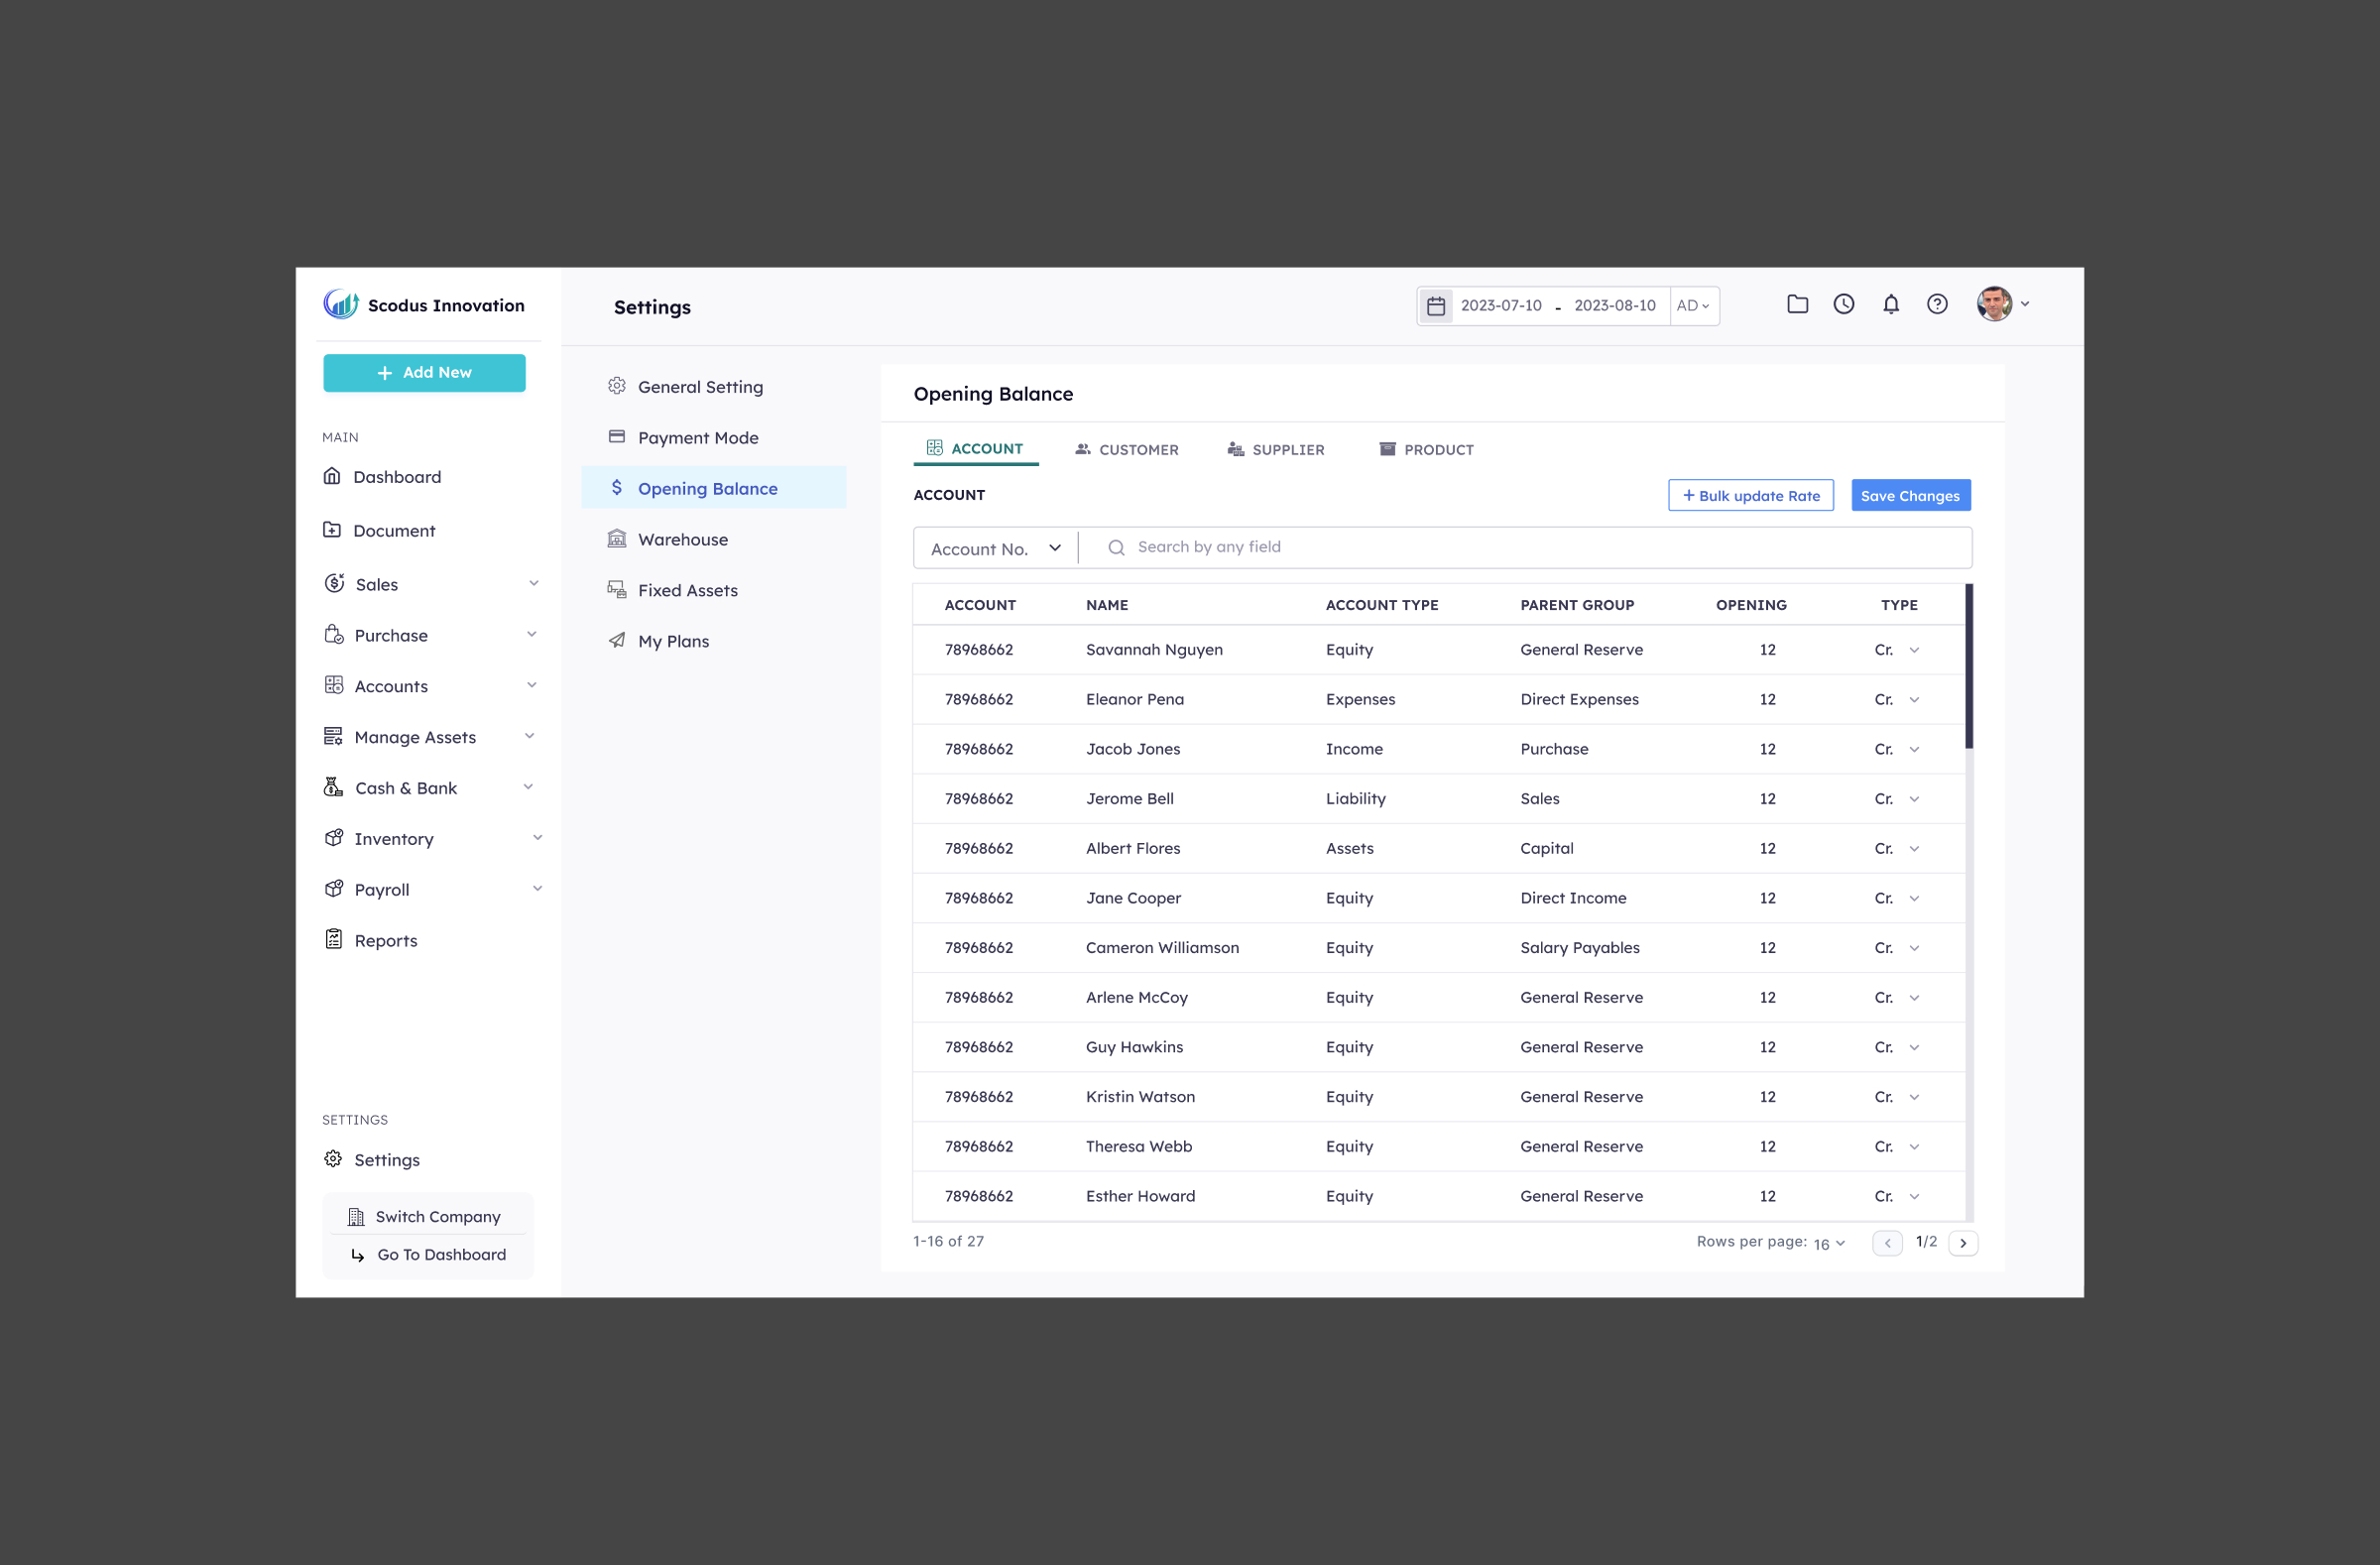 Scodus Innovation
Add New
MAIN
Dashboard
Document
Sales
Purchase
Accounts
Manage Assets
Cash & Bank
Inventory
Payroll
Reports
SETTINGS
Settings
Switch Company
Go To Dashboard
Settings
2023-07-10 - 2023-08-10 AD
General Setting
Payment Mode
Opening Balance
Warehouse
Fixed Assets
My Plans
Opening Balance
ACCOUNT CUSTOMER SUPPLIER PRODUCT
ACCOUNT
+ Bulk update Rate Save Changes
Account No. Search by any field
ACCOUNT NAME ACCOUNT TYPE PARENT GROUP OPENING TYPE
78968662 Savannah Nguyen Equity General Reserve 12 Cr.
78968662 Eleanor Pena Expenses Direct Expenses 12 Cr.
78968662 Jacob Jones Income Purchase 12 Cr.
78968662 Jerome Bell Liability Sales 12 Cr.
78968662 Albert Flores Assets Capital 12 Cr.
78968662 Jane Cooper Equity Direct Income 12 Cr.
78968662 Cameron Williamson Equity Salary Payables 12 Cr.
78968662 Arlene McCoy Equity General Reserve 12 Cr.
78968662 Guy Hawkins Equity General Reserve 12 Cr.
78968662 Kristin Watson Equity General Reserve 12 Cr.
78968662 Theresa Webb Equity General Reserve 12 Cr.
78968662 Esther Howard Equity General Reserve 12 Cr.
1-16 of 27 Rows per page: 16 1/2